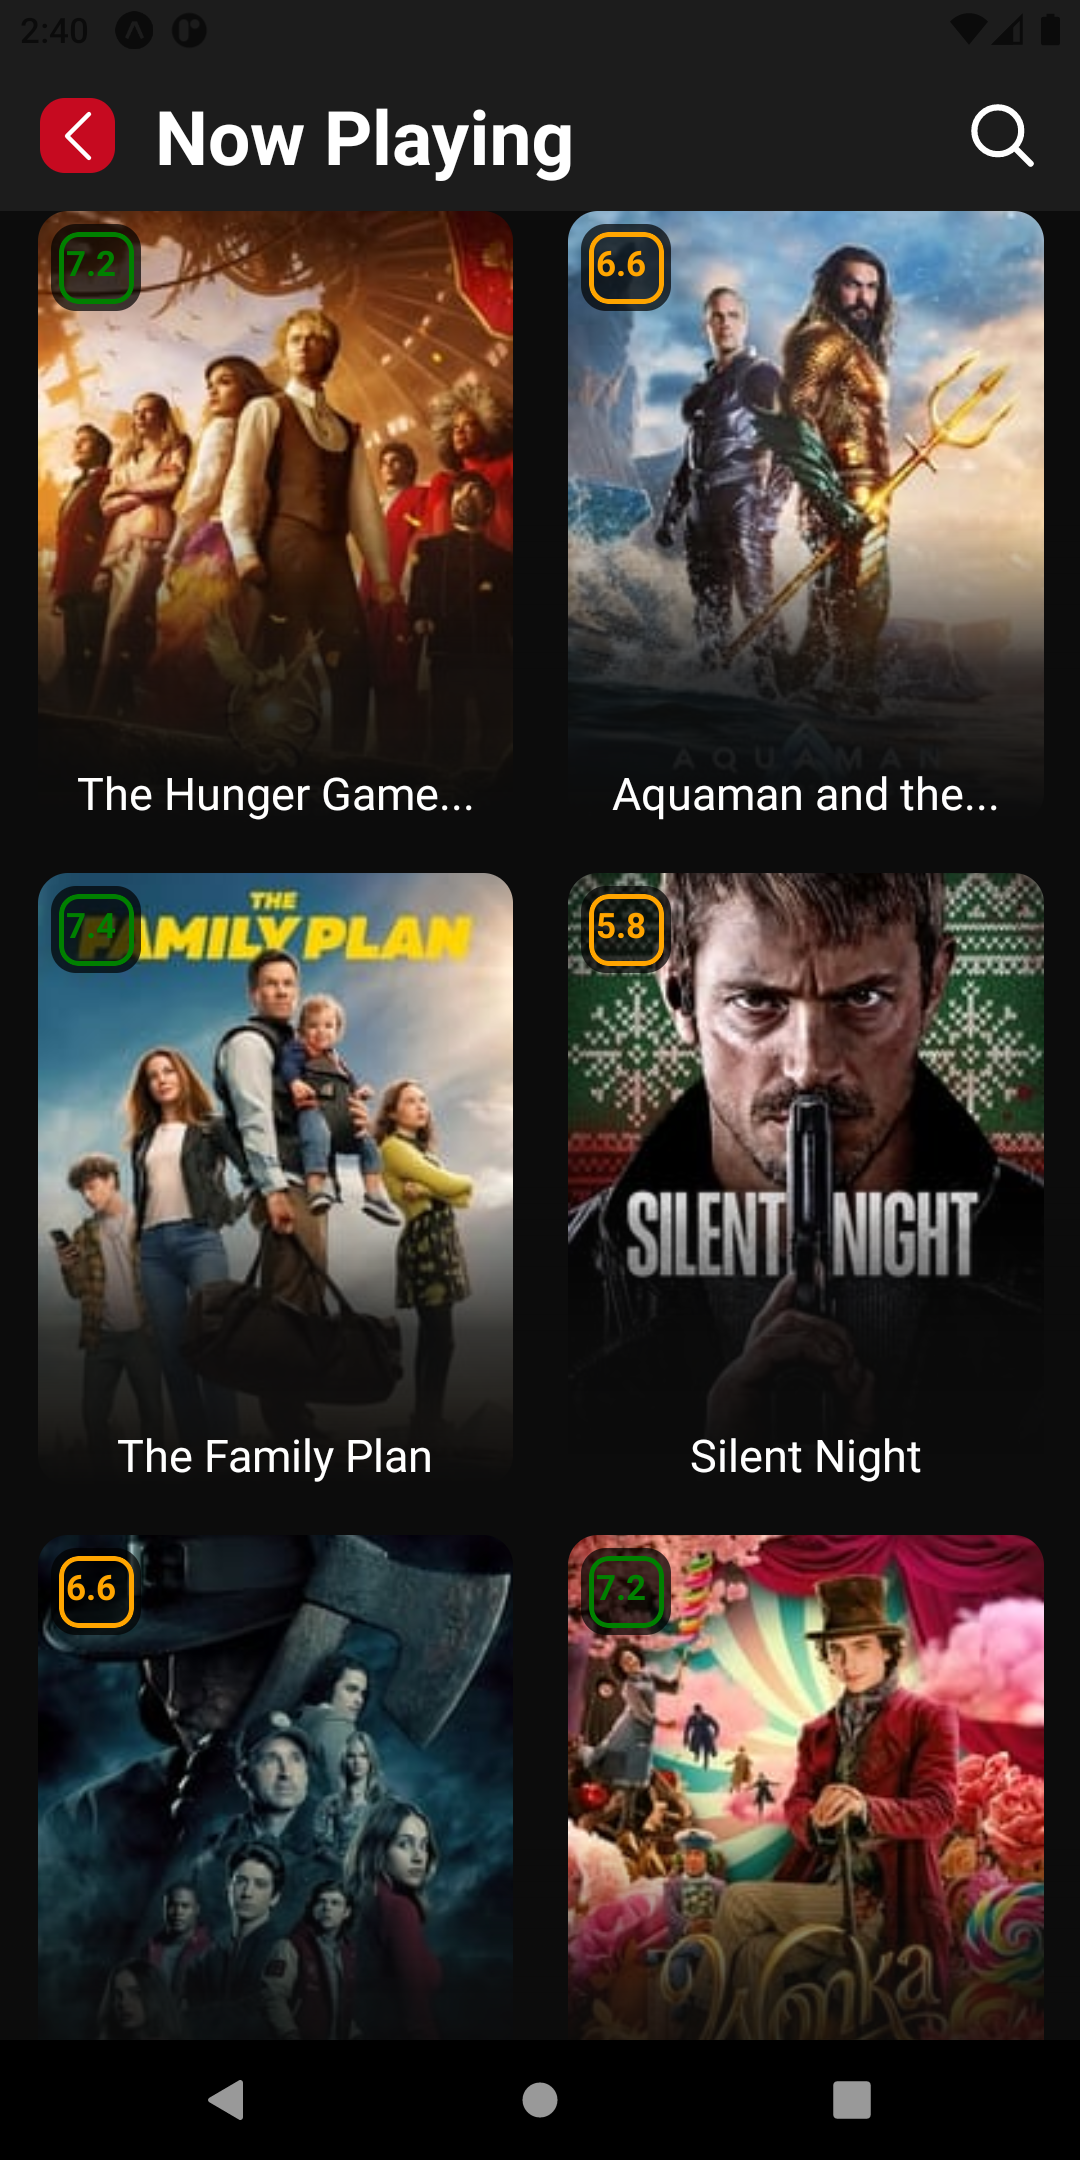 2:40
Now Playing
7.2
6.6
AQUAMAN
The Hunger Game...
Aquaman and the...
7.4
THE
FAMILY PLAN
5.8
SILENT NIGHT
The Family Plan
Silent Night
6.6
7.2
Wonka